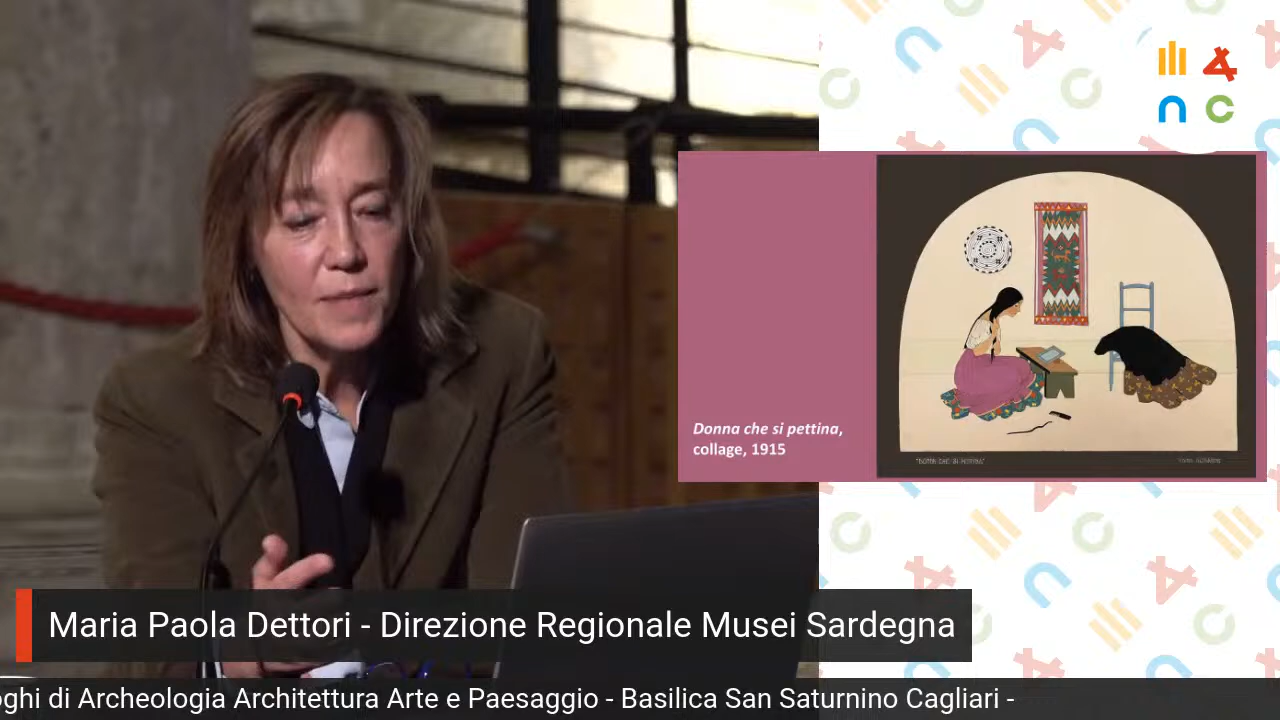 Donna che si pettina,
collage, 1915
Maria Paola Dettori - Direzione Regionale Musei Sardegna
oghi di Archeologia Architettura Arte e Paesaggio - Basilica San Saturnino Cagliari -